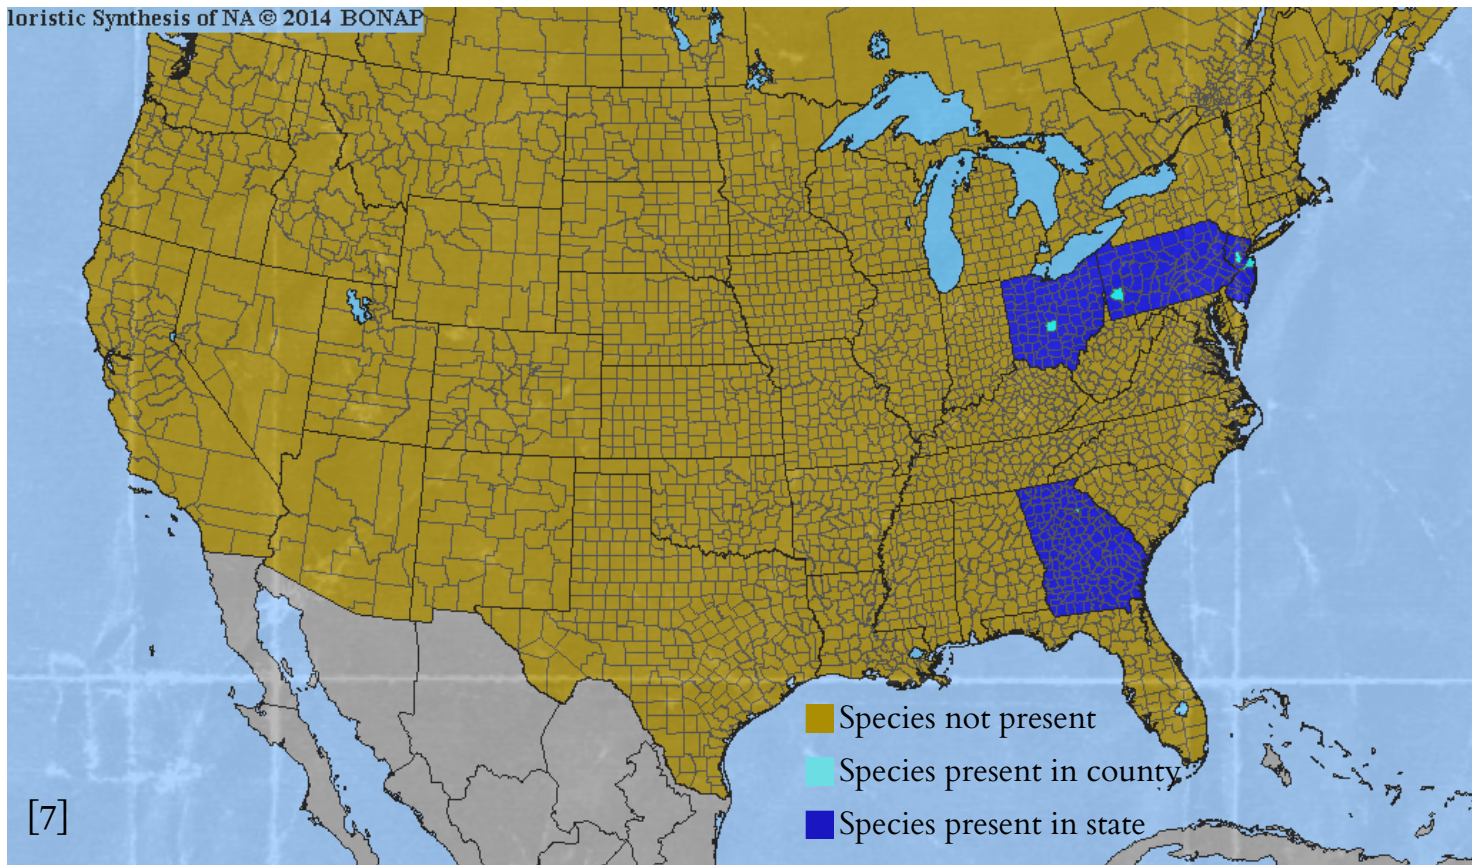 loristic Synthesis of NA © 2014 BONAP
Species not present
Species present in county
Species present in state
[7]